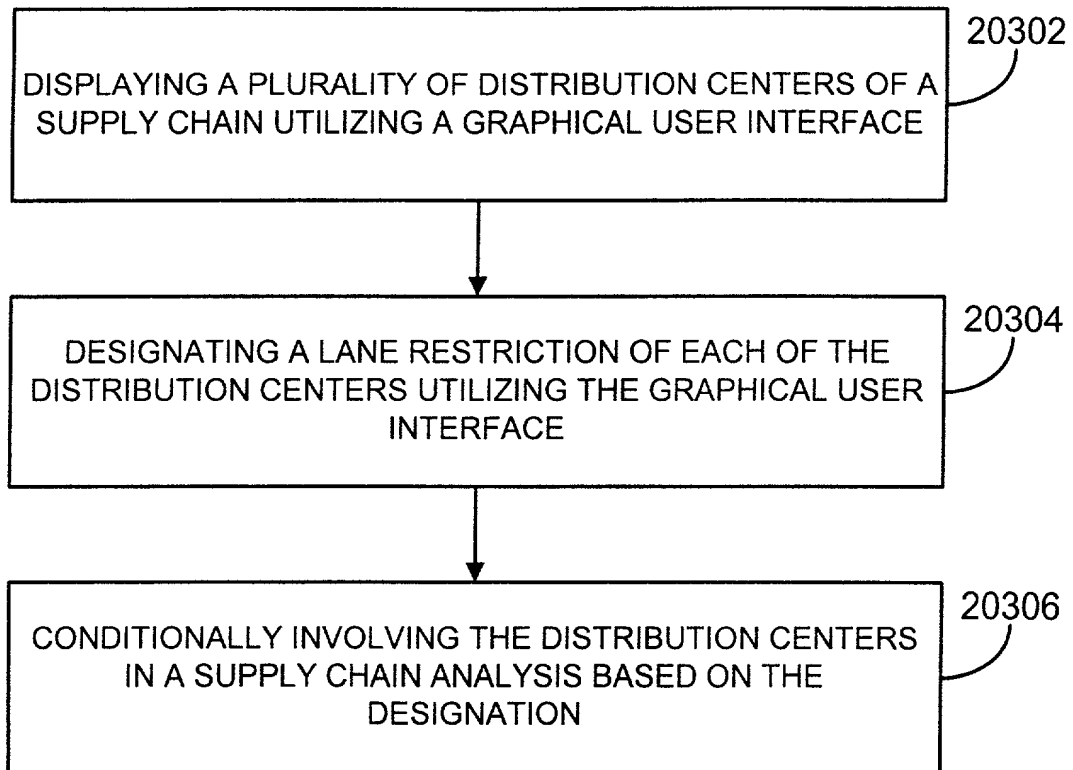 20302
DISPLAYING A PLURALITY OF DISTRIBUTION CENTERS OF A
SUPPLY CHAIN UTILIZING A GRAPHICAL USER INTERFACE
20304
DESIGNATING A LANE RESTRICTION OF EACH OF THE
DISTRIBUTION CENTERS UTILIZING THE GRAPHICAL USER
INTERFACE
20306
CONDITIONALLY INVOLVING THE DISTRIBUTION CENTERS
IN A SUPPLY CHAIN ANALYSIS BASED ON THE
DESIGNATION